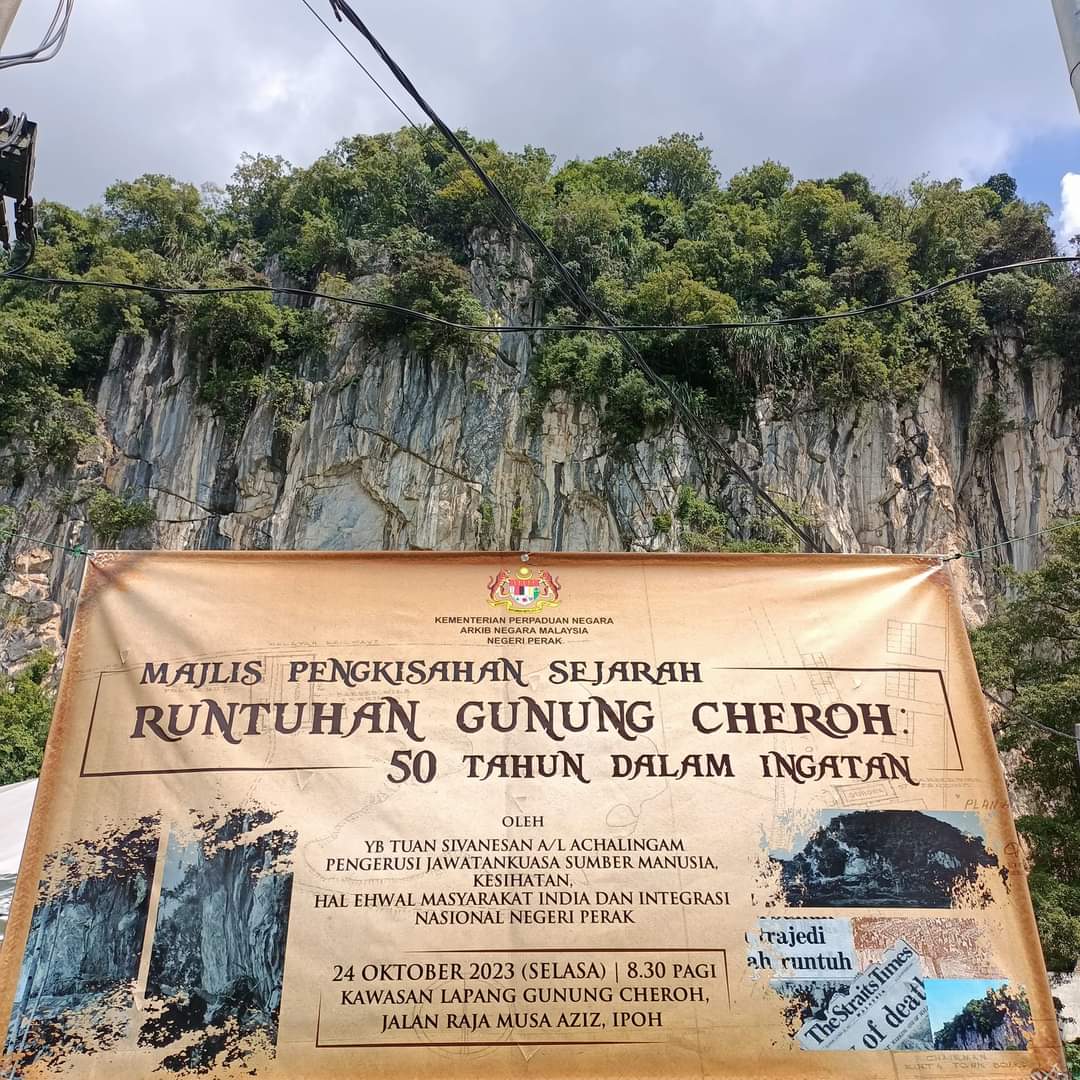 KEMENTERIAN PERPADUAN NEGARA
ARKIB NEGARA MALAYSIA
NEGERI PERAK
MAJLIS PENGKISAHAN SEJARAH
RUNTUHAN GUNUNG CHEROH:
50 TAHUN DALAM INGATAN
OLEH
YB TUAN SIVANESAN A/L ACHALINGAM
PENGERUSI JAWATANKUASA SUMBER MANUSIA,
KESIHATAN,
HAL EHWAL MASYARAKAT INDIA DAN INTEGRASI
NASIONAL NEGERI PERAK
24 OKTOBER 2023 (SELASA) | 8.30 PAGI
KAWASAN LAPANG GUNUNG CHEROH,
JALAN RAJA MUSA AZIZ, IPOH
trajedi
runtuh
The Straits Times
of death